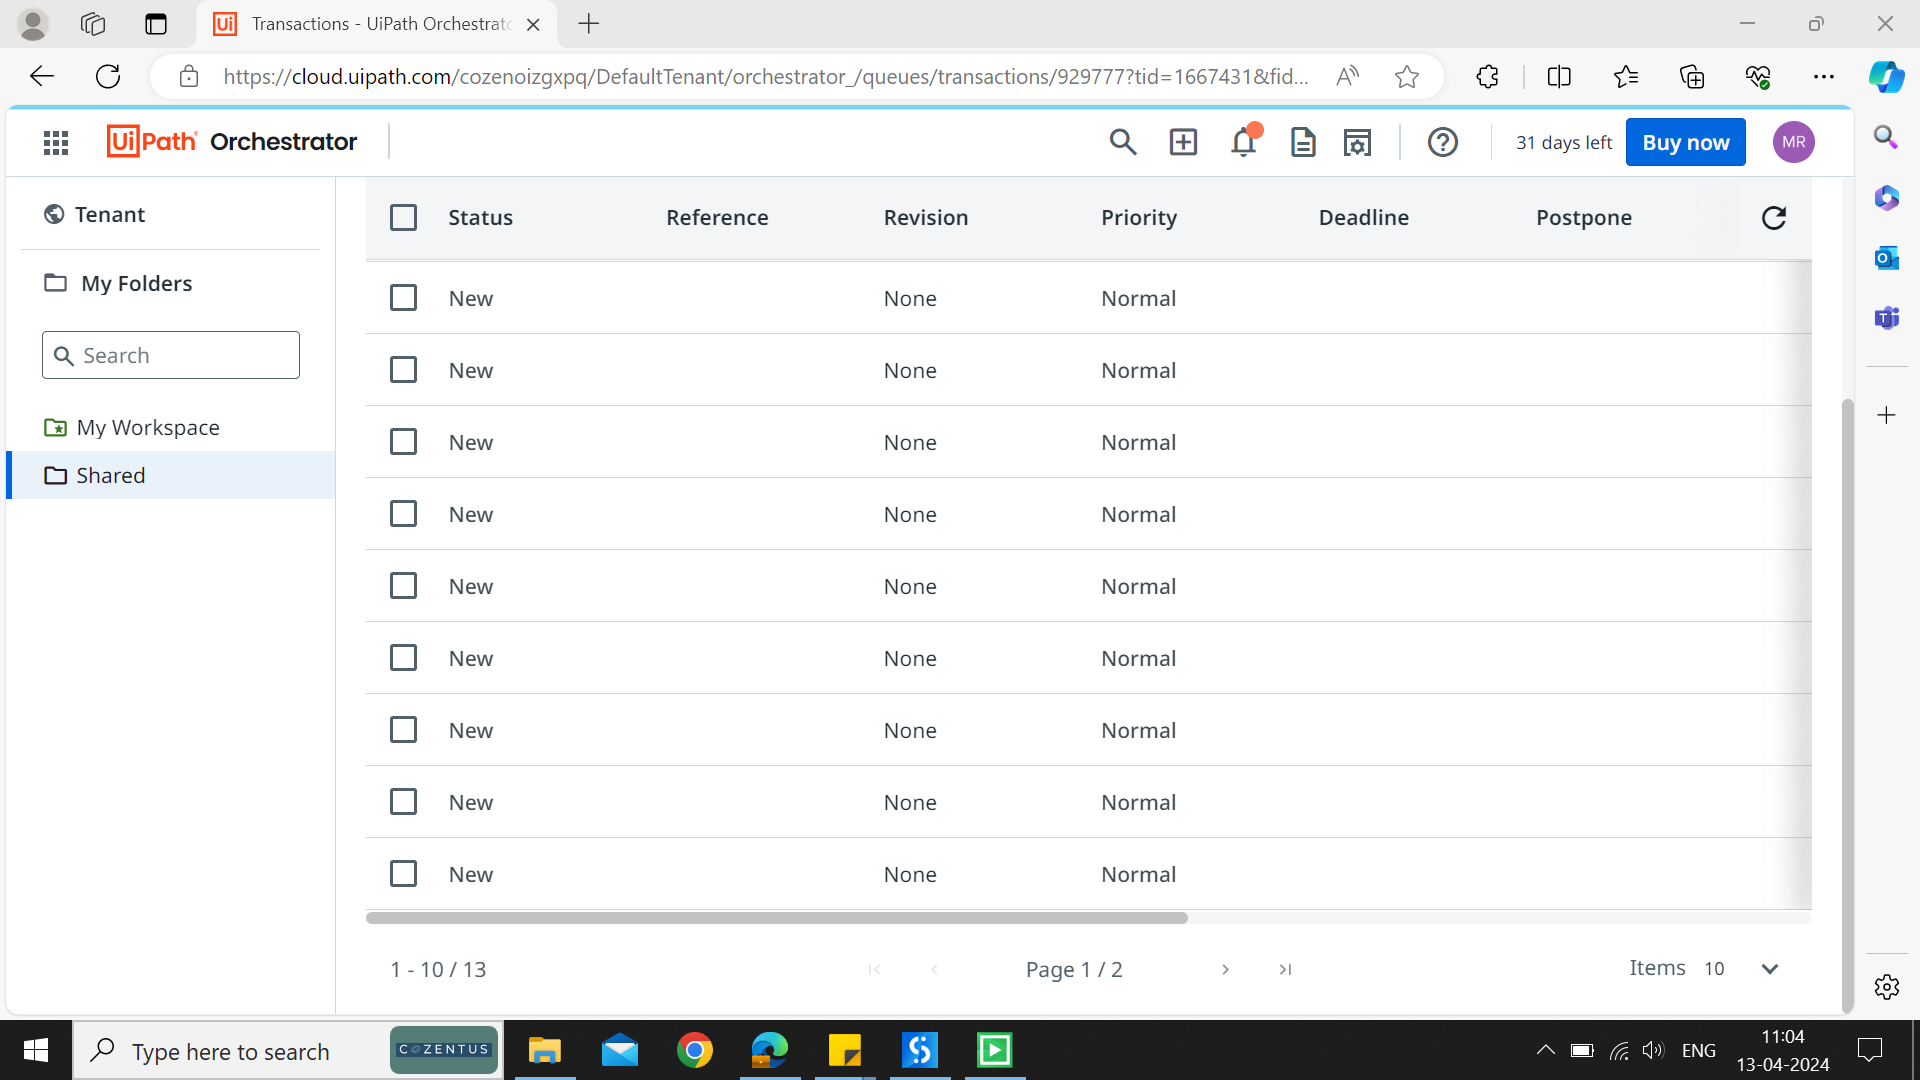 Transactions - UiPath Orchestrato
https://cloud.uipath.com/cozenoizgxpq/DefaultTenant/orchestrator_/queues/transactions/929777?tid=1667431&fid...
UiPath Orchestrator
31 days left
Buy now
MR
Tenant
My Folders
Search
My Workspace
Shared
Status Reference Revision Priority Deadline Postpone
New None Normal
New None Normal
New None Normal
New None Normal
New None Normal
New None Normal
New None Normal
New None Normal
New None Normal
1 - 10 / 13
Page 1 / 2
Items 10
Type here to search
COZENTUS
ENG
11:04
13-04-2024